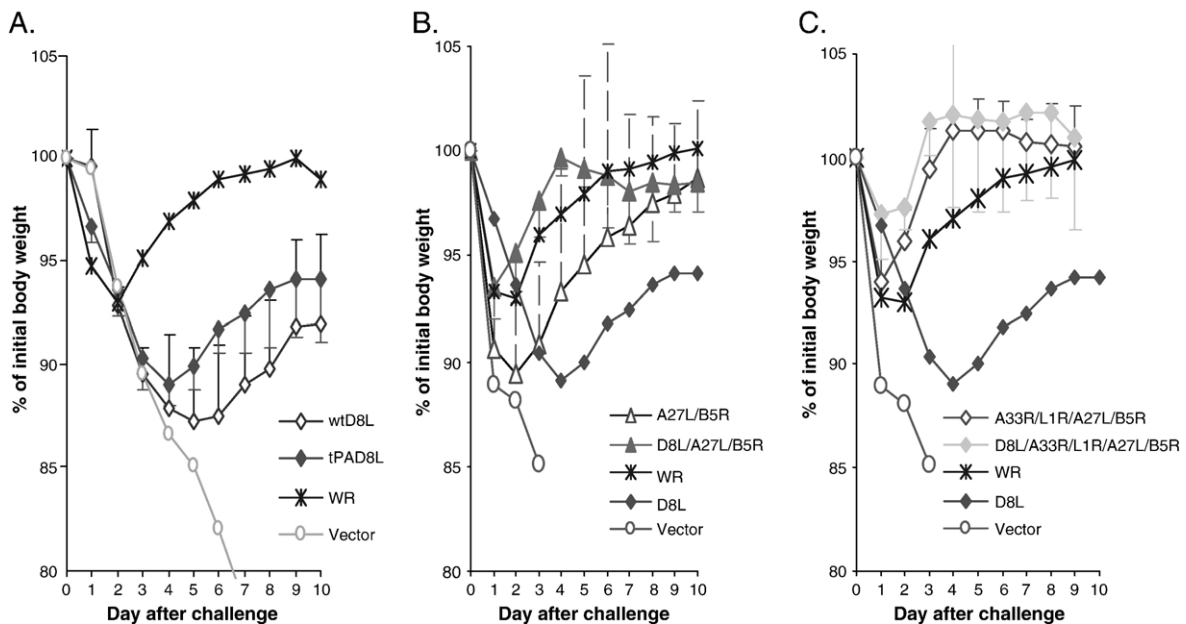 A.
% of initial body weight
105
100
95
90
85
80
0 1 2 3 4 5 6 7 8 9 10
Day after challenge
wtD8L
tPAD8L
WR
Vector
B.
% of initial body weight
105
100
95
90
85
80
0 1 2 3 4 5 6 7 8 9 10
Day after challenge
A27L/B5R
D8L/A27L/B5R
WR
D8L
Vector
C.
% of initial body weight
105
100
95
90
85
80
0 1 2 3 4 5 6 7 8 9 10
Day after challenge
A33R/L1R/A27L/B5R
D8L/A33R/L1R/A27L/B5R
WR
D8L
Vector